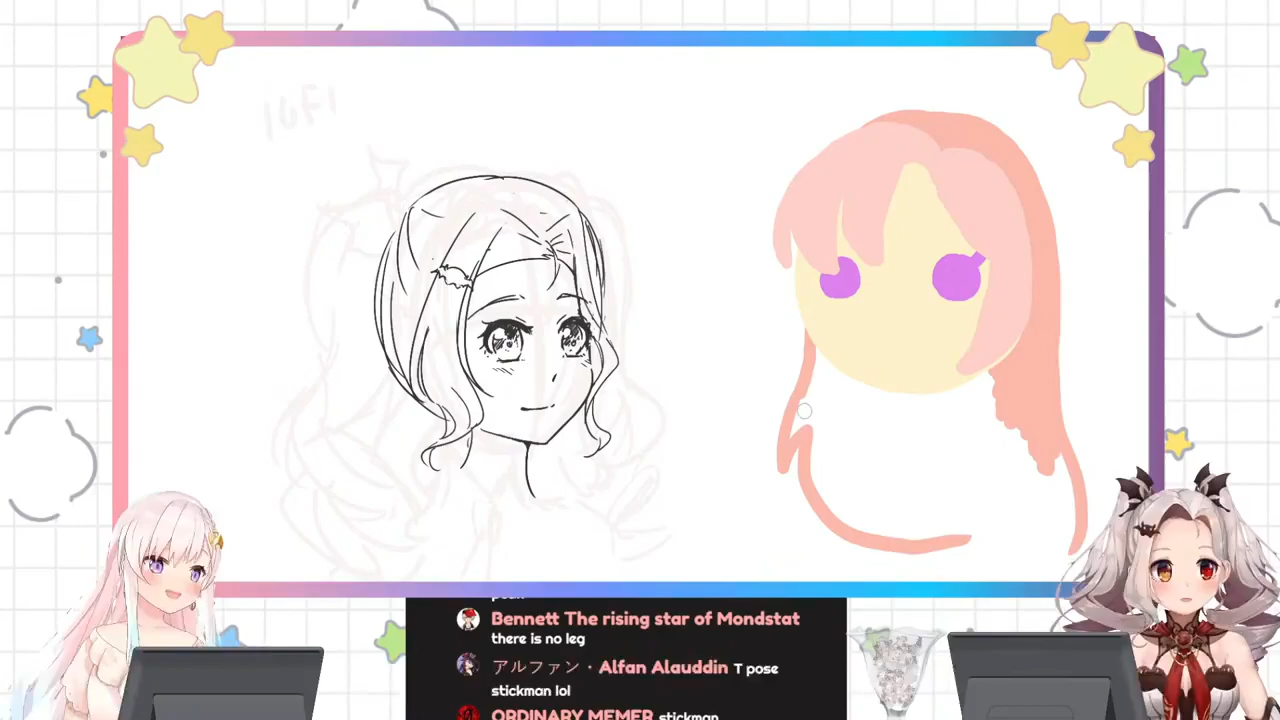 Bennett The rising star of Mondstat
there is no leg
アルファン・Alfan Alauddin T pose
stickman lol
ORDINARY MEMER stickman